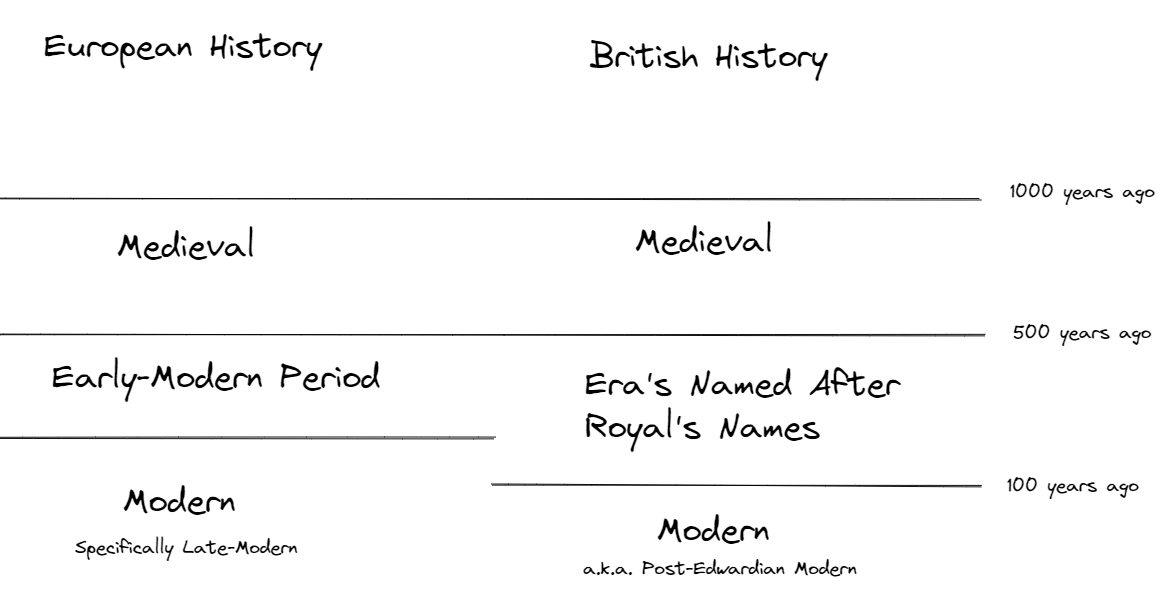 European History
British History
1000 years ago
Medieval
Medieval
500 years ago
Early-Modern Period
Era's Named After
Royal's Names
100 years ago
Modern
Specifically Late-Modern
Modern
a.k.a. Post-Edwardian Modern